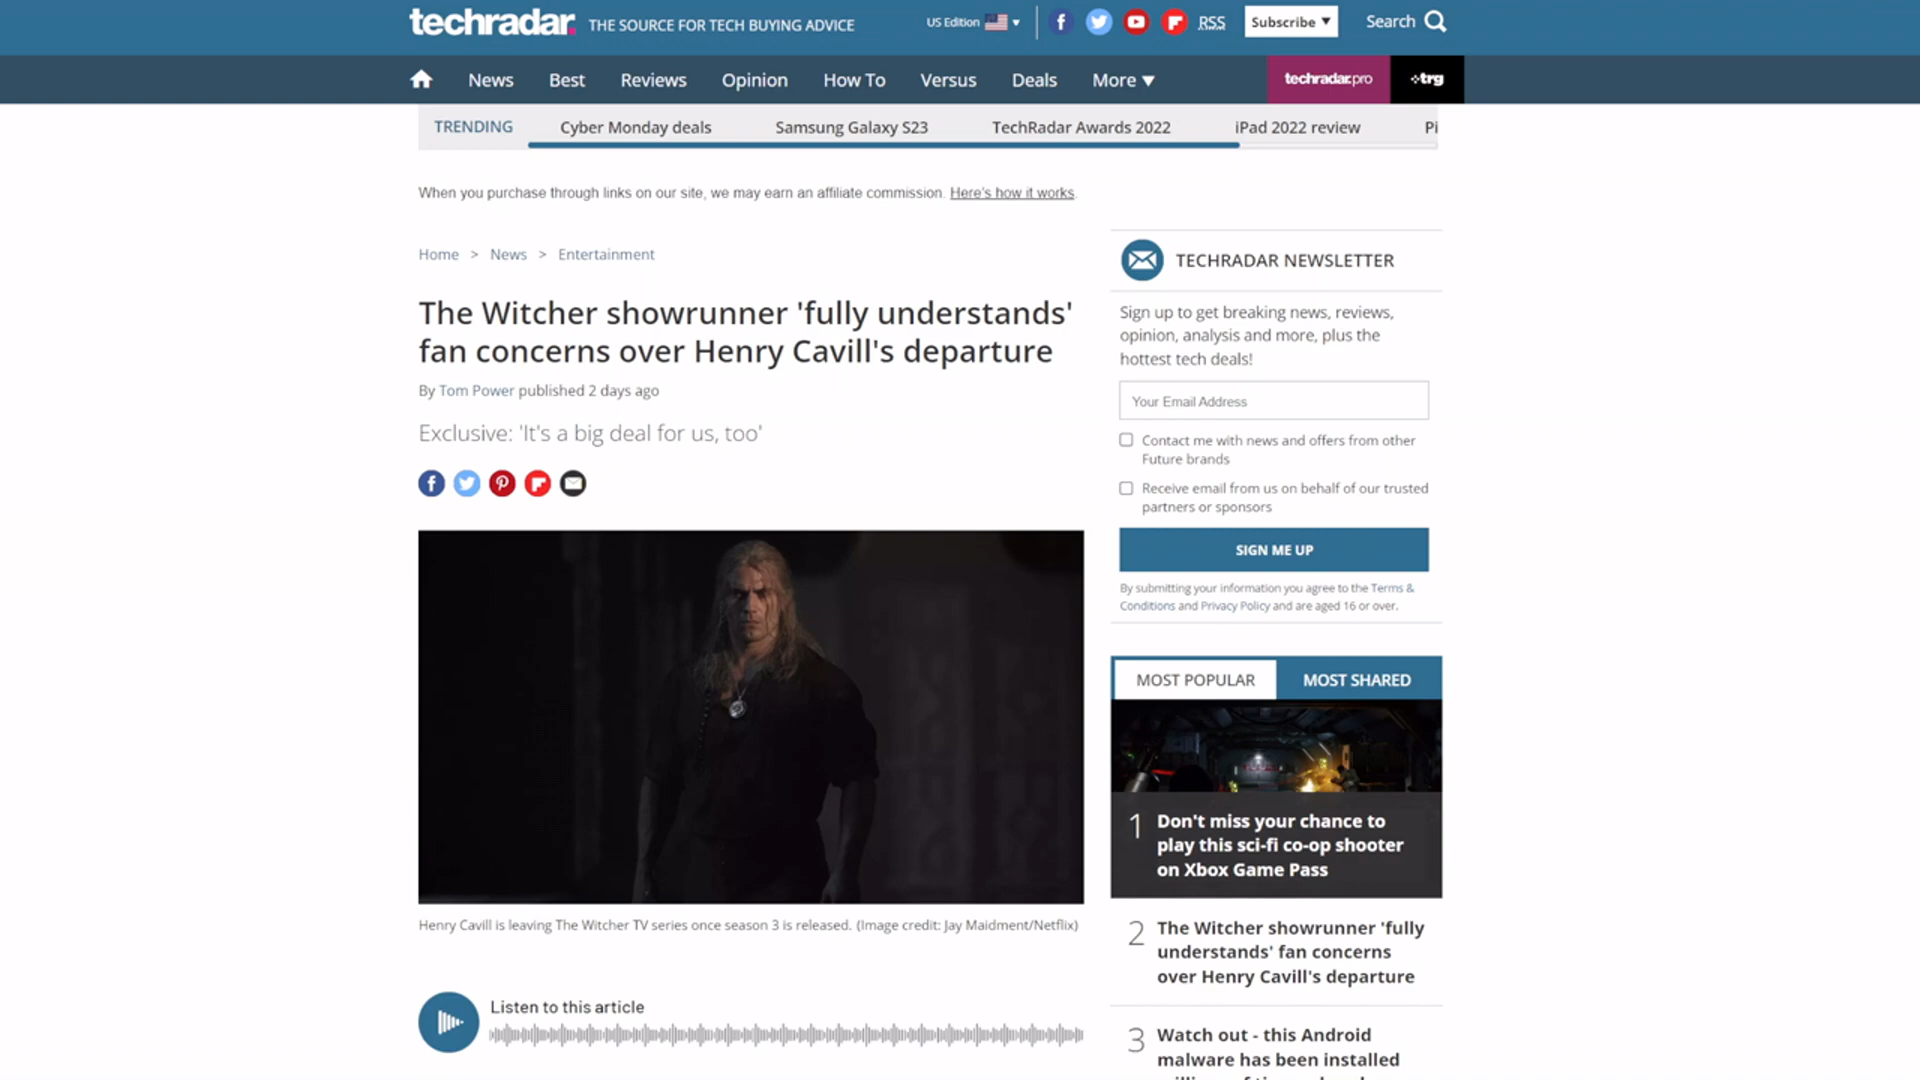 techradar. THE SOURCE FOR TECH BUYING ADVICE US Edition RSS Subscribe ▼ Search
News Best Reviews Opinion How To Versus Deals More ▼ techradar.pro trg
TRENDING Cyber Monday deals Samsung Galaxy S23 TechRadar Awards 2022 iPad 2022 review Pi
When you purchase through links on our site, we may earn an affiliate commission. Here's how it works.
Home > News > Entertainment
The Witcher showrunner 'fully understands'
fan concerns over Henry Cavill's departure
By Tom Power published 2 days ago
Exclusive: 'It's a big deal for us, too'
Henry Cavill is leaving The Witcher TV series once season 3 is released. (Image credit: Jay Maidment/Netflix)
Listen to this article
TECHRADAR NEWSLETTER
Sign up to get breaking news, reviews,
opinion, analysis and more, plus the
hottest tech deals!
Your Email Address
Contact me with news and offers from other
Future brands
Receive email from us on behalf of our trusted
partners or sponsors
SIGN ME UP
By submitting your information you agree to the Terms &
Conditions and Privacy Policy and are aged 16 or over.
MOST POPULAR MOST SHARED
1 Don't miss your chance to
play this sci-fi co-op shooter
on Xbox Game Pass
2 The Witcher showrunner 'fully
understands' fan concerns
over Henry Cavill's departure
3 Watch out - this Android
malware has been installed